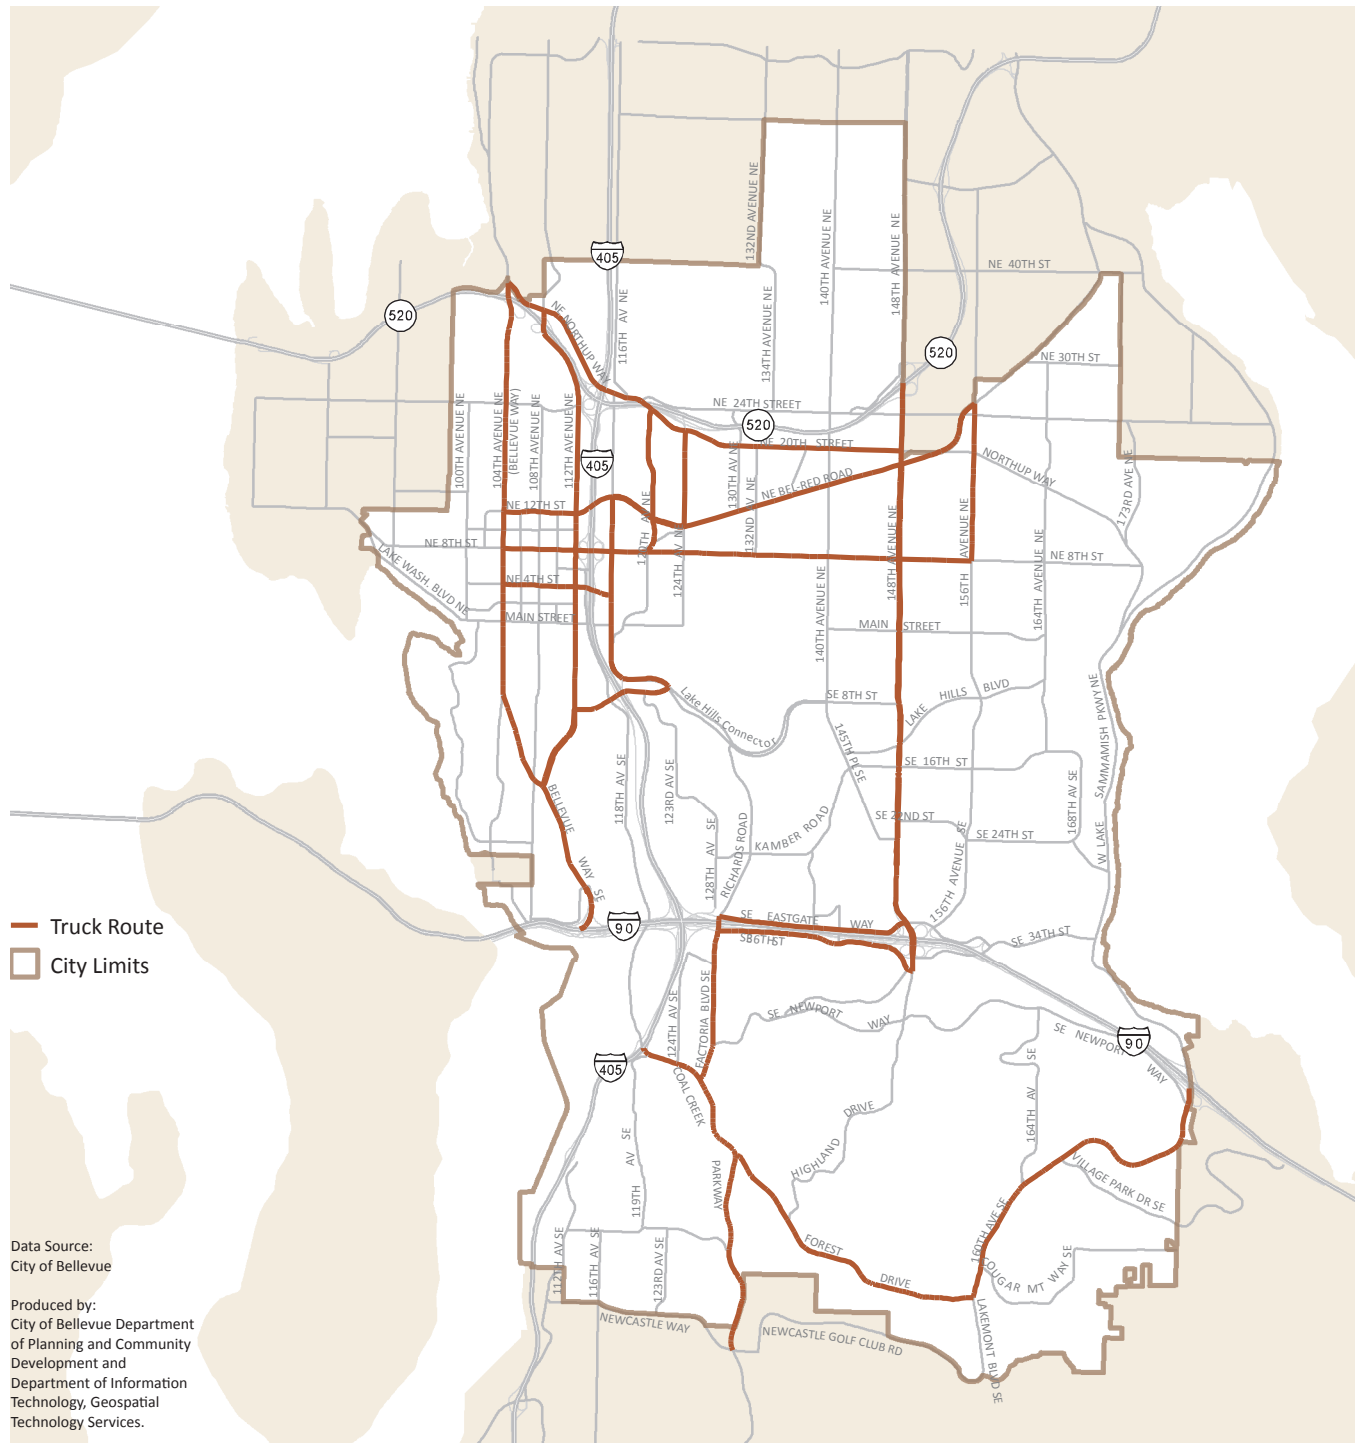 132ND AVENUE NE
140TH AVENUE NE
148TH AVENUE NE
405
NE 40TH ST
520
NE NORTHUP WAY
116TH AV NE
134TH AVENUE NE
520
NE 30TH ST
100TH AVENUE NE
104TH AVENUE NE
(BELLEVUE WAY)
108TH AVENUE NE
112TH AVENUE NE
NE 24TH STREET
520
NE 20TH STREET
405
130TH AV NE
132ND AV NE
NE BEL-RED ROAD
NORTHUP WAY
173RD AVE NE
NE 12TH ST
124TH AV NE
148TH AVENUE NE
156TH AVENUE NE
164TH AVENUE NE
NE 8TH ST
NE 8TH ST
LAKE WASH. BLVD NE
NE 4TH ST
140TH AVENUE NE
MAIN STREET
MAIN STREET
Lake Hills Connector
SE 8TH ST
LAKE HILLS BLVD
W LAKE SAMMAMISH PKWY NE
145TH PL SE
SE 16TH ST
118TH AV SE
123RD AV SE
168TH AV SE
BELLEVUE WAY SE
128TH AV SE
RICHARDS ROAD
KAMBER ROAD
SE 22ND ST
SE 24TH ST
156TH AVENUE SE
Truck Route
90
SE EASTGATE WAY
SE 34TH ST
City Limits
124TH AV SE
FACTORIA BLVD SE
SE NEWPORT WAY
SE NEWPORT WAY
90
405
COAL CREEK PARKWAY
164TH AV SE
HIGHLAND DRIVE
119TH AV SE
VILLAGE PARK DR SE
160TH AVE SE
FOREST DRIVE
COUGAR MT WAY SE
112TH AV SE
116TH AV SE
123RD AV SE
NEWCASTLE WAY
NEWCASTLE GOLF CLUB RD
LAKEMONT BLVD SE
Data Source:
City of Bellevue
Produced by:
City of Bellevue Department
of Planning and Community
Development and
Department of Information
Technology, Geospatial
Technology Services.